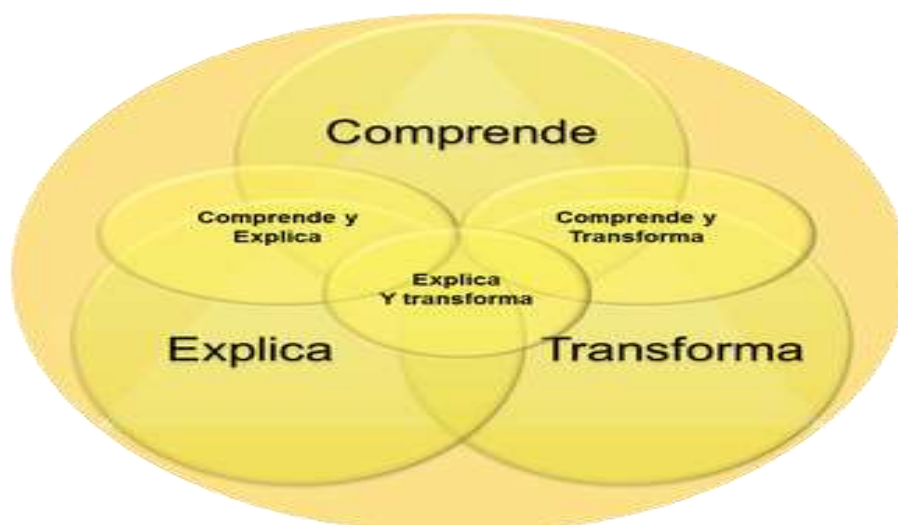 Comprende
Comprende y
Explica
Comprende y
Transforma
Explica
Y transforma
Explica
Transforma